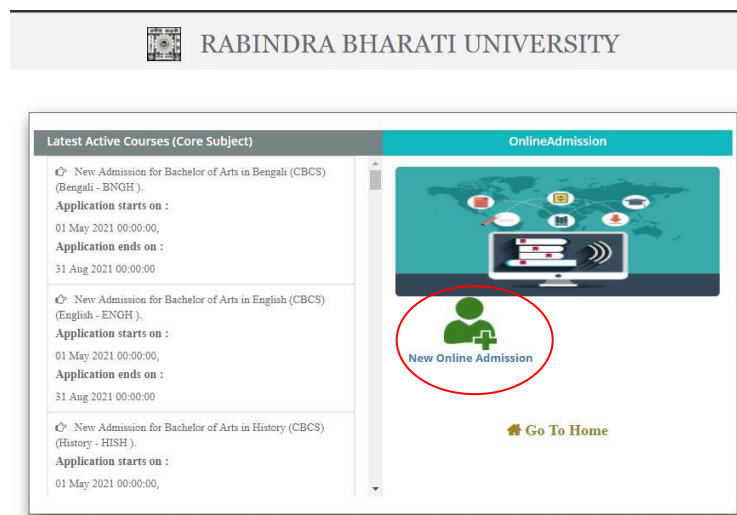 RABINDRA BHARATI UNIVERSITY
Latest Active Courses (Core Subject)
New Admission for Bachelor of Arts in Bengali (CBCS)
(Bengali - BNGH ).
Application starts on :
01 May 2021 00:00:00,
Application ends on :
31 Aug 2021 00:00:00
New Admission for Bachelor of Arts in English (CBCS)
(English - ENGH ).
Application starts on :
01 May 2021 00:00:00,
Application ends on :
31 Aug 2021 00:00:00
New Admission for Bachelor of Arts in History (CBCS)
(History - HISH ).
Application starts on :
01 May 2021 00:00:00,
OnlineAdmission
New Online Admission
Go To Home